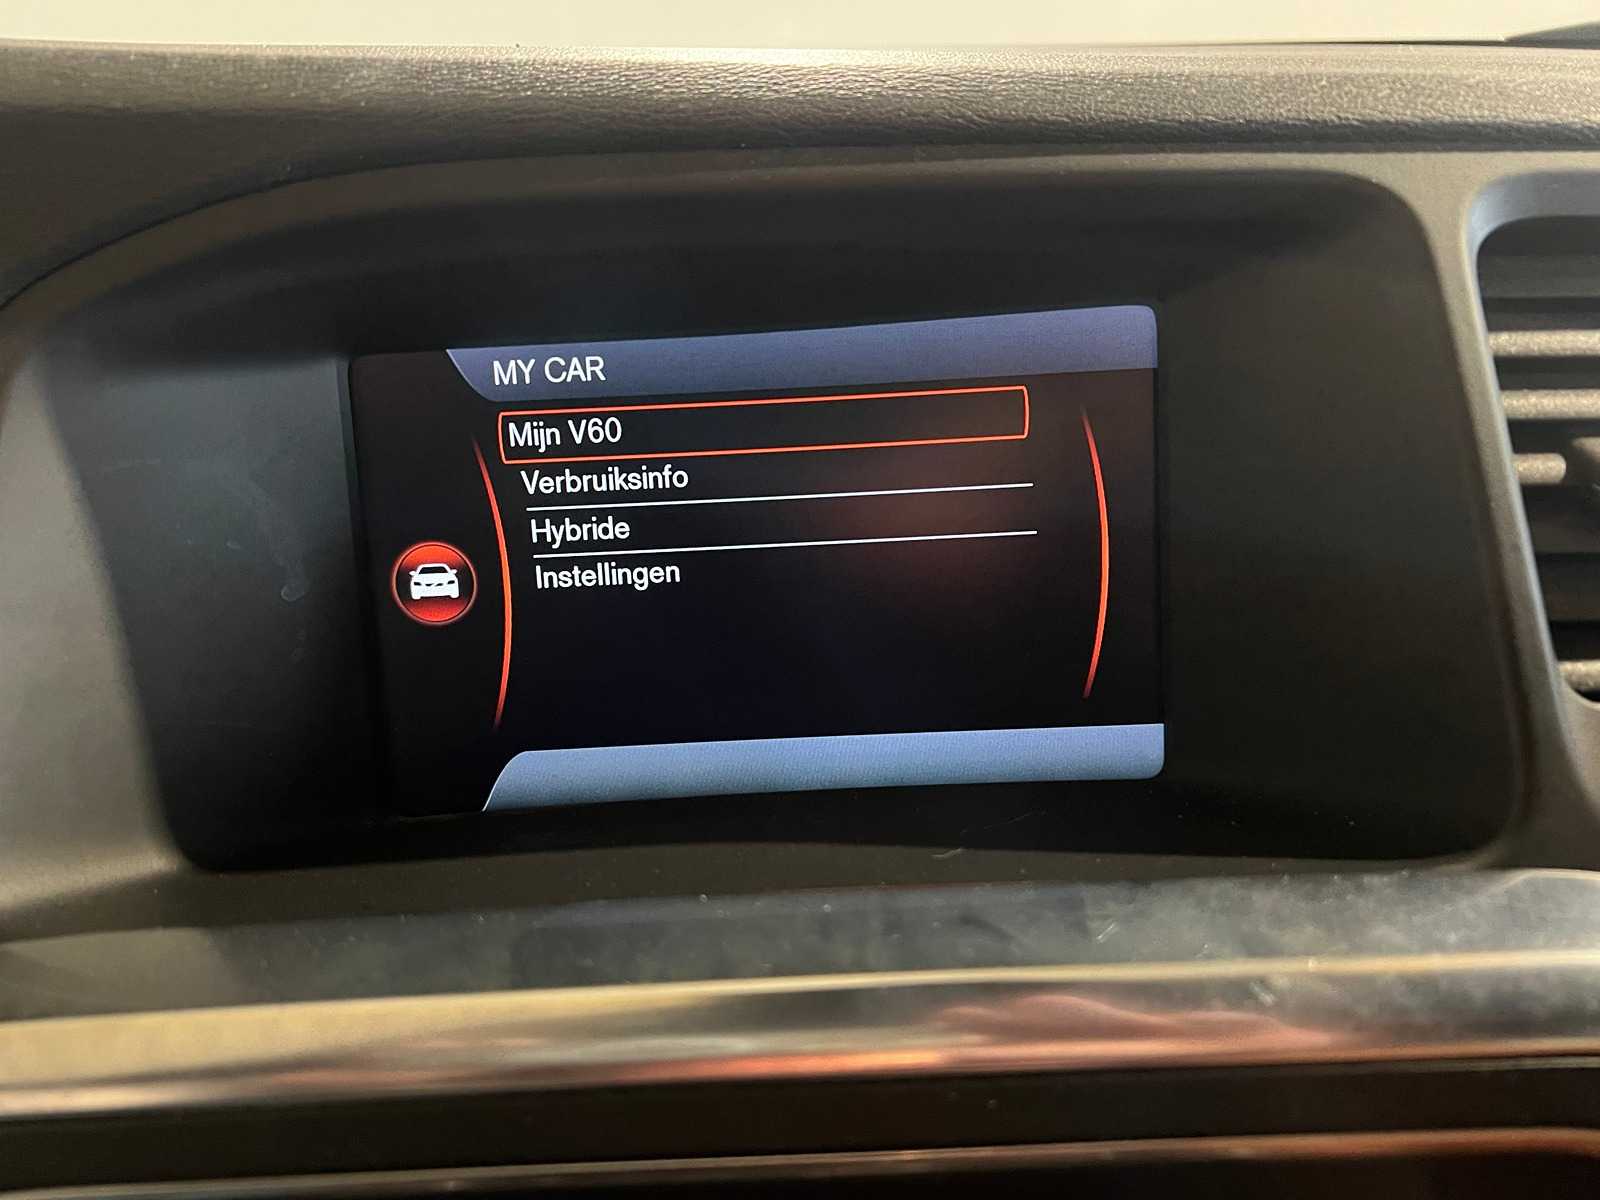 MY CAR
Mijn V60
Verbruiksinfo
Hybride
Instellingen